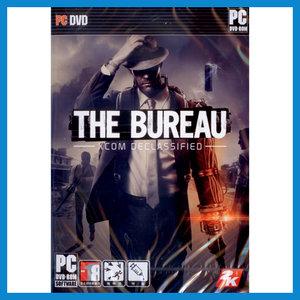 PC DVD
PC
DVD-ROM
THE BUREAU
XCOM DECLASSIFIED
PC
DVD-ROM
SOFTWARE
2K